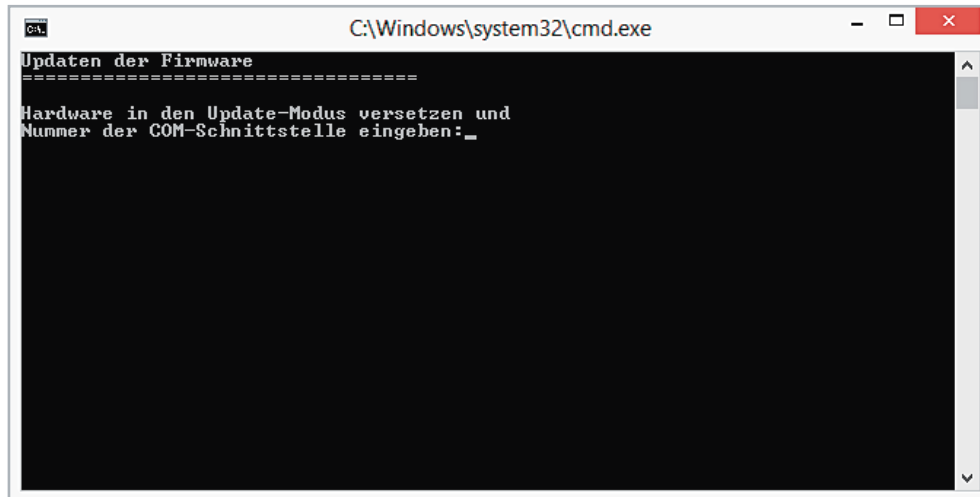 C:\Windows\system32\cmd.exe
Updaten der Firmware
==================================
Hardware in den Update-Modus versetzen und
Nummer der COM-Schnittstelle eingeben:_